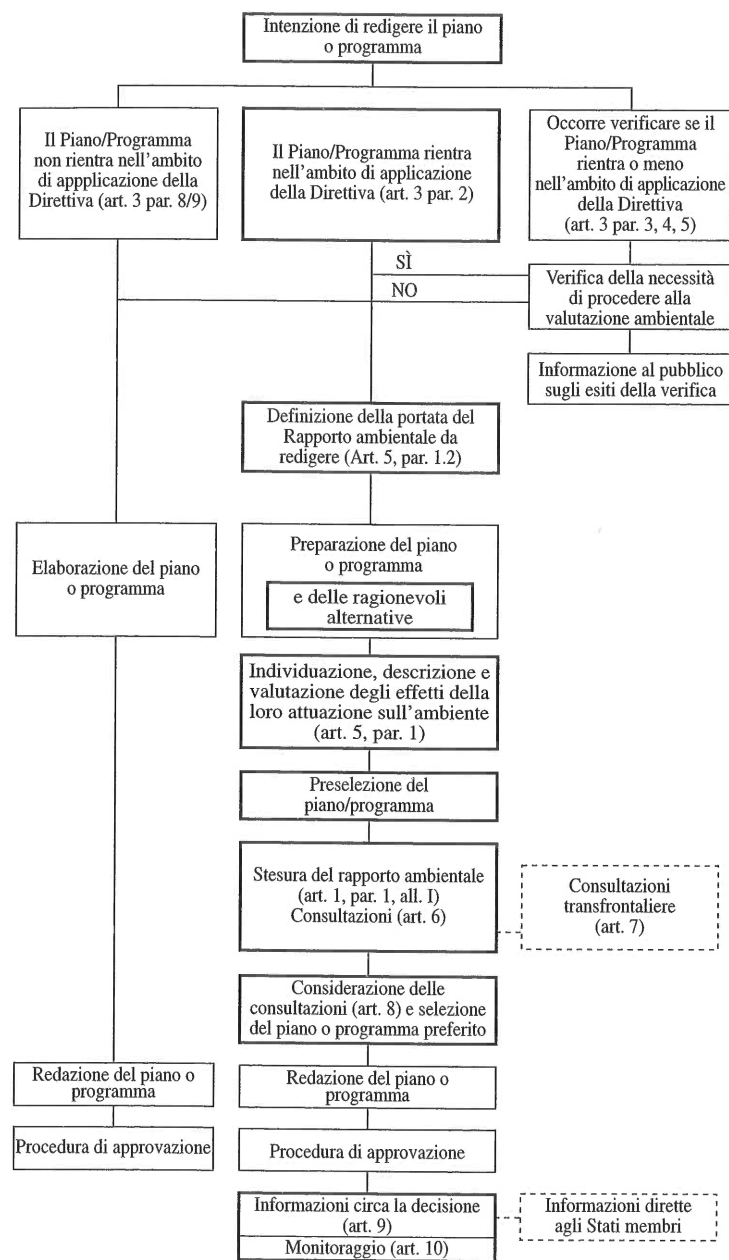 Intenzione di redigere il piano
o programma
Il Piano/Programma
non rientra nell'ambito
di appplicazione della
Direttiva (art. 3 par. 8/9)
Il Piano/Programma rientra
nell'ambito di applicazione
della Direttiva (art. 3 par. 2)
Occorre verificare se il
Piano/Programma
rientra o meno
nell'ambito di applicazione
della Direttiva
(art. 3 par. 3, 4, 5)
SÌ
NO
Verifica della necessità
di procedere alla
valutazione ambientale
Informazione al pubblico
sugli esiti della verifica
Definizione della portata del
Rapporto ambientale da
redigere (Art. 5, par. 1.2)
Elaborazione del piano
o programma
Preparazione del piano
o programma
e delle ragionevoli
alternative
Individuazione, descrizione e
valutazione degli effetti della
loro attuazione sull'ambiente
(art. 5, par. 1)
Preselezione del
piano/programma
Stesura del rapporto ambientale
(art. 1, par. 1, all. I)
Consultazioni (art. 6)
Consultazioni
transfrontaliere
(art. 7)
Considerazione delle
consultazioni (art. 8) e selezione
del piano o programma preferito
Redazione del piano o
programma
Redazione del piano o
programma
Procedura di approvazione
Procedura di approvazione
Informazioni circa la decisione
(art. 9)
Monitoraggio (art. 10)
Informazioni dirette
agli Stati membri